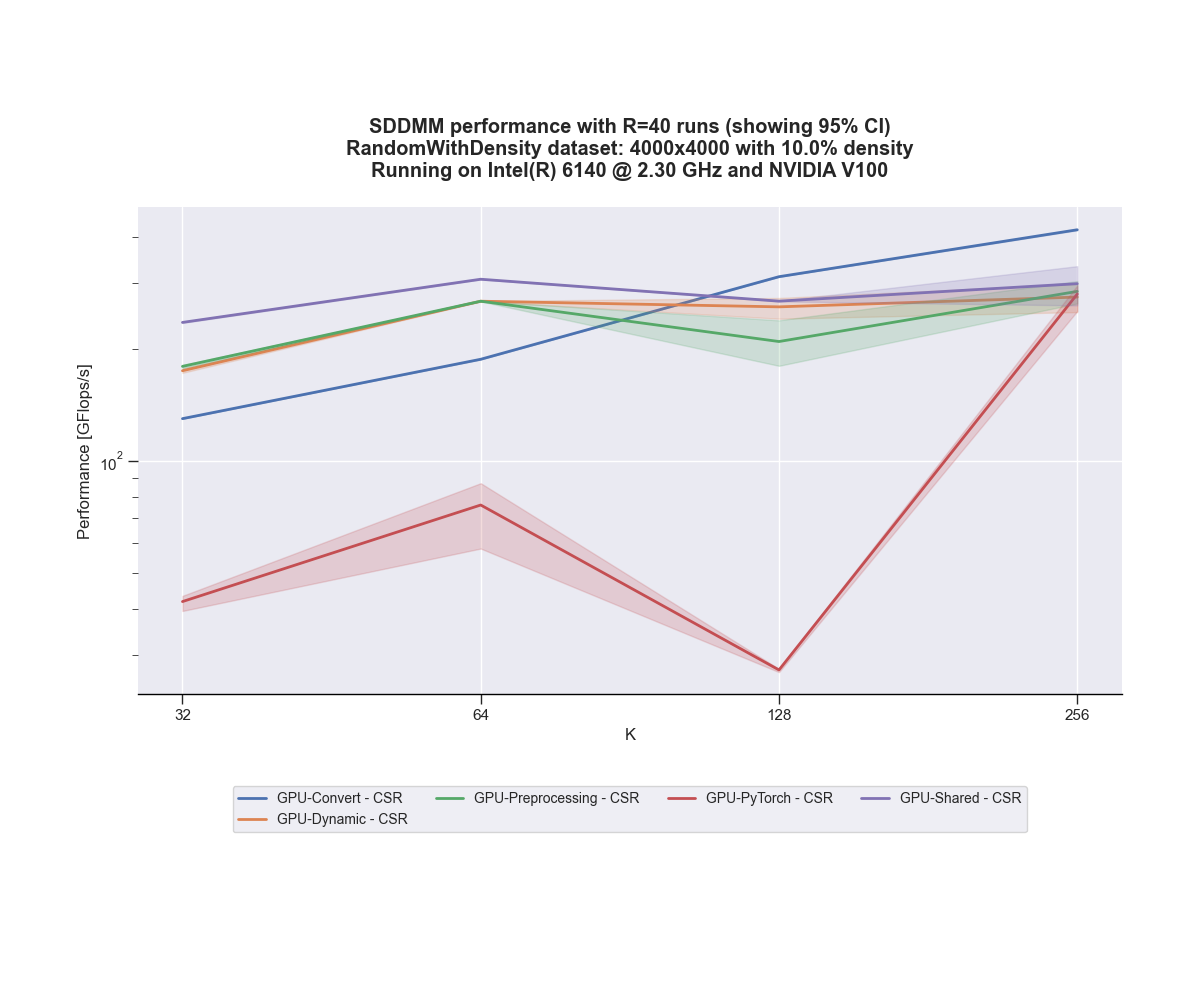 SDDMM performance with R=40 runs (showing 95% CI)
RandomWithDensity dataset: 4000x4000 with 10.0% density
Running on Intel(R) 6140 @ 2.30 GHz and NVIDIA V100
Performance [GFlops/s]
10²
32 64 128 256
K
GPU-Convert - CSR GPU-Preprocessing - CSR GPU-PyTorch - CSR GPU-Shared - CSR
GPU-Dynamic - CSR